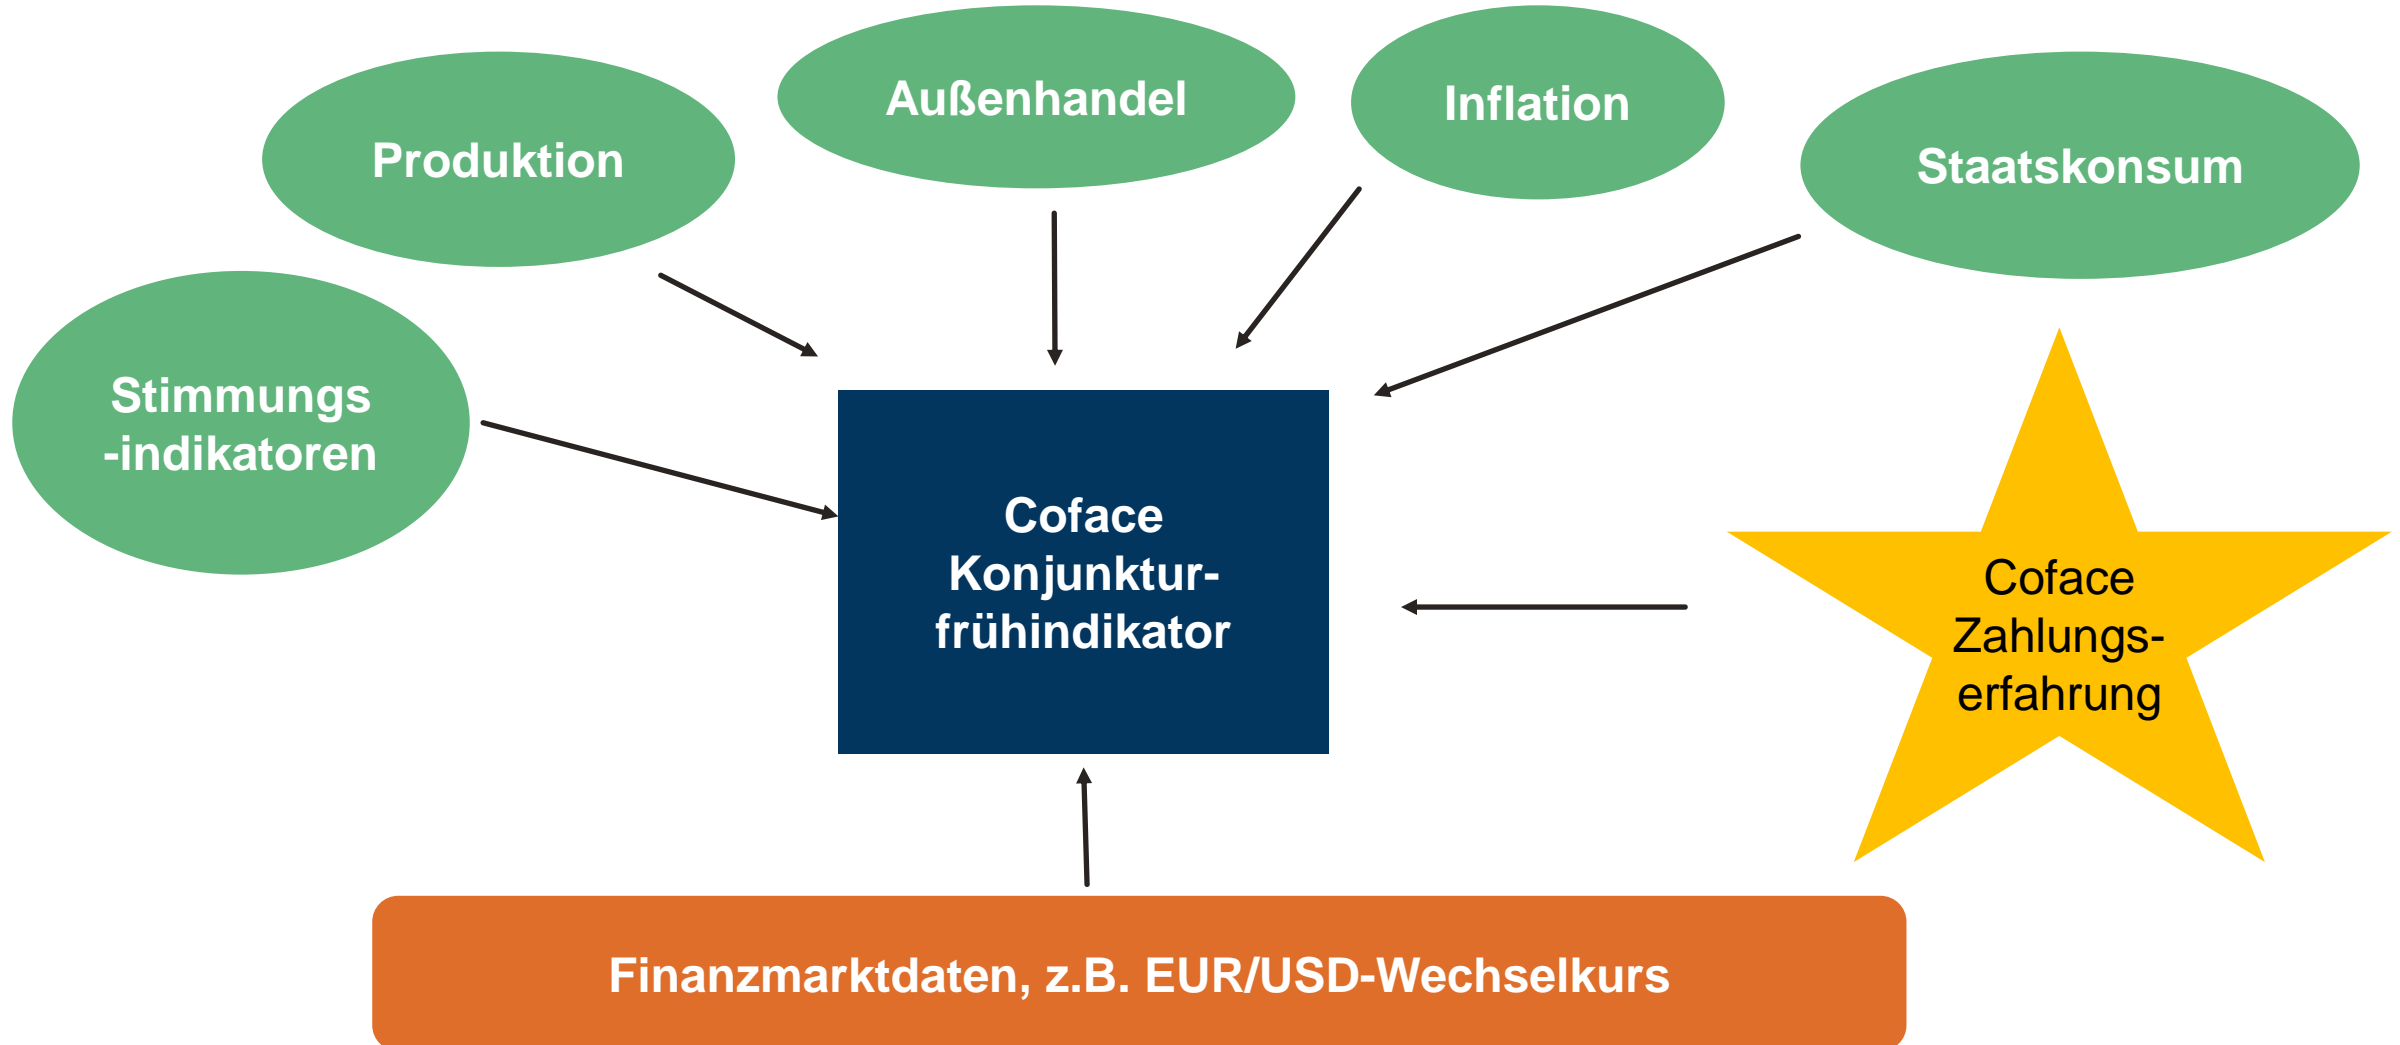 Außenhandel
Inflation
Produktion
Staatskonsum
Stimmungs
-indikatoren
Coface
Konjunktur-
frühindikator
Coface
Zahlungs-
erfahrung
Finanzmarktdaten, z.B. EUR/USD-Wechselkurs